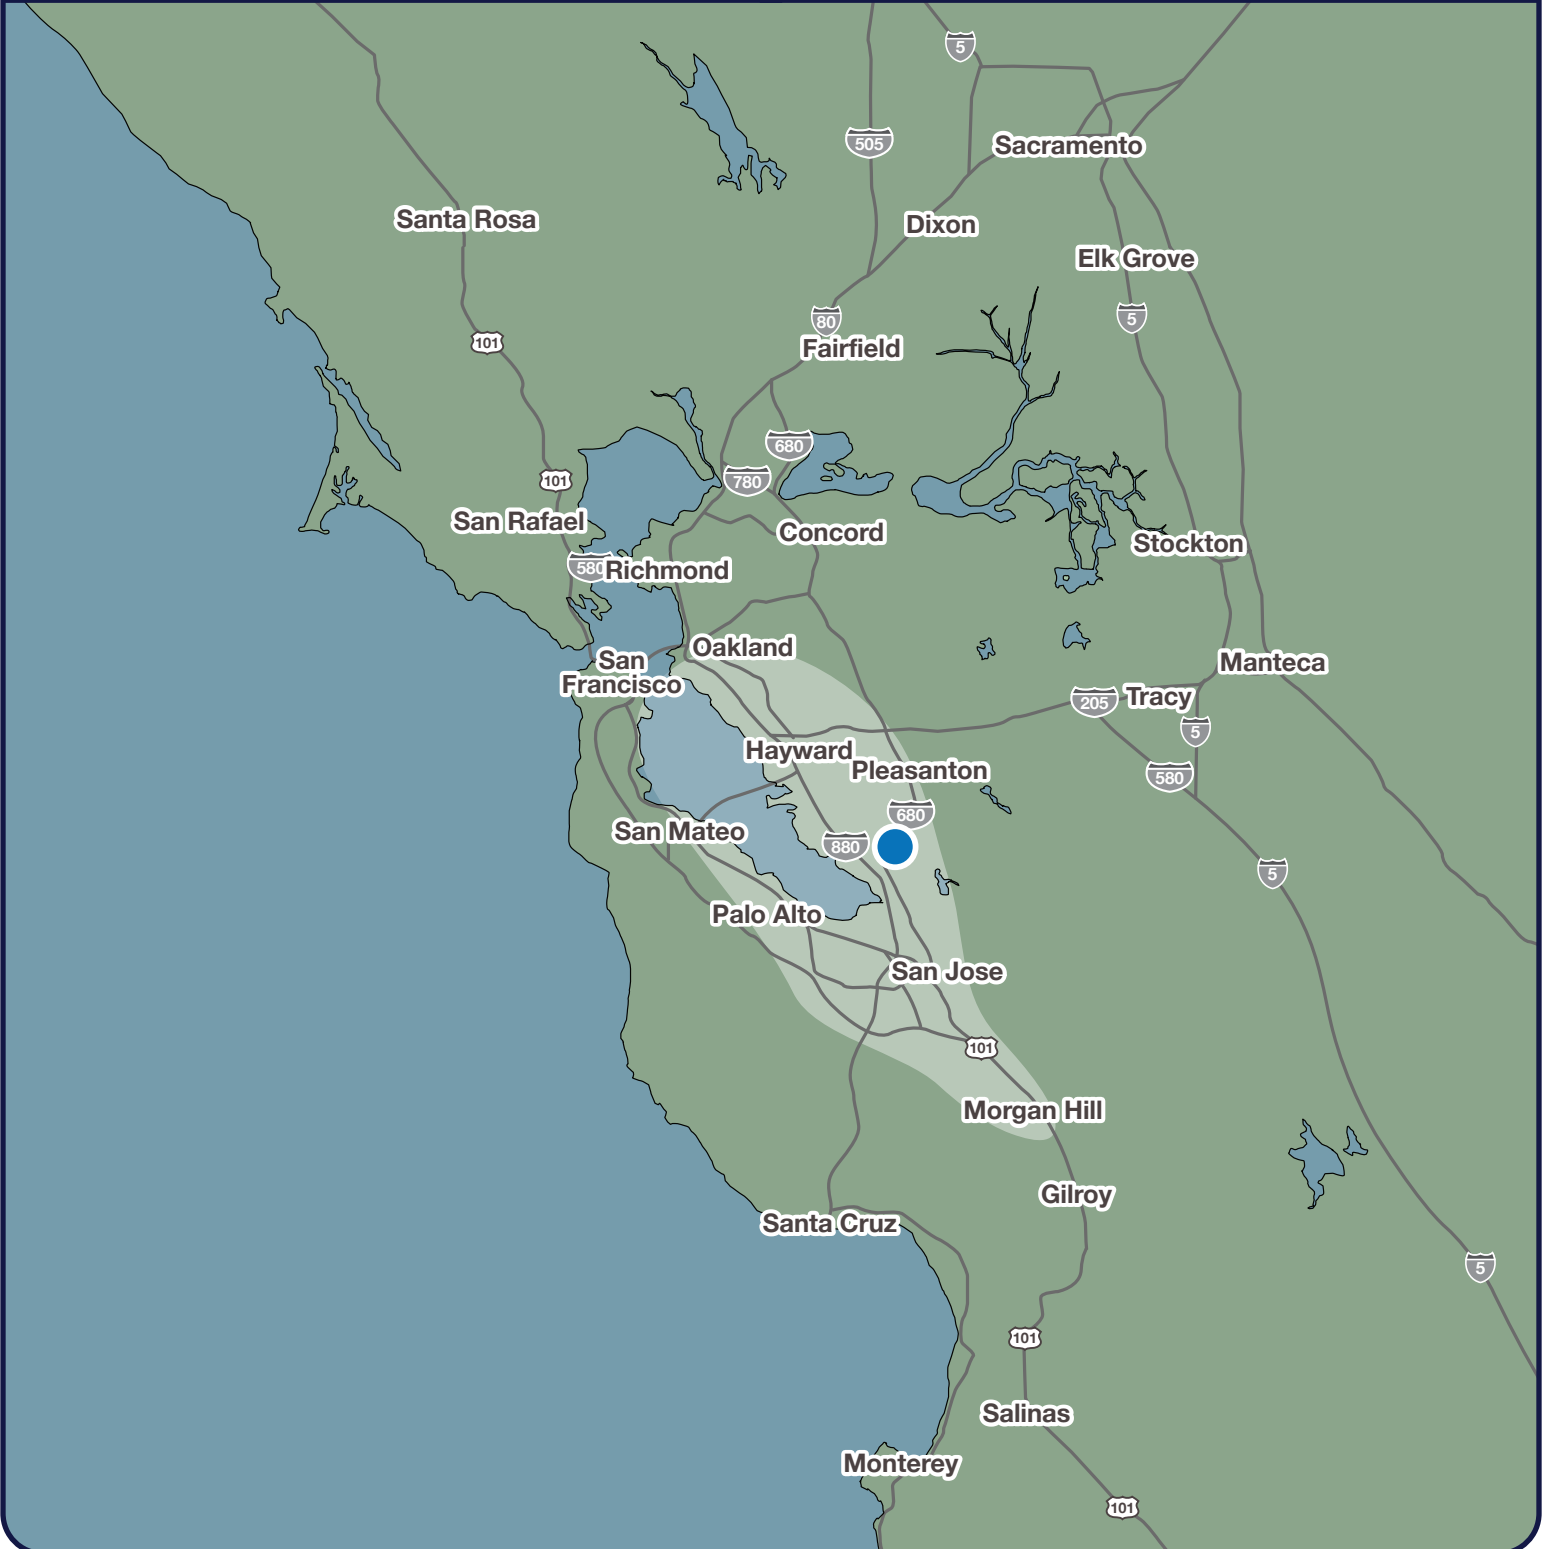 5
505
Sacramento
Santa Rosa
Dixon
Elk Grove
80
5
101
Fairfield
680
101
780
San Rafael
Concord
Stockton
580
Richmond
Oakland
San
Francisco
Manteca
205
Tracy
5
Hayward
Pleasanton
580
680
San Mateo
880
5
Palo Alto
San Jose
101
Morgan Hill
Gilroy
Santa Cruz
5
101
Salinas
Monterey
101